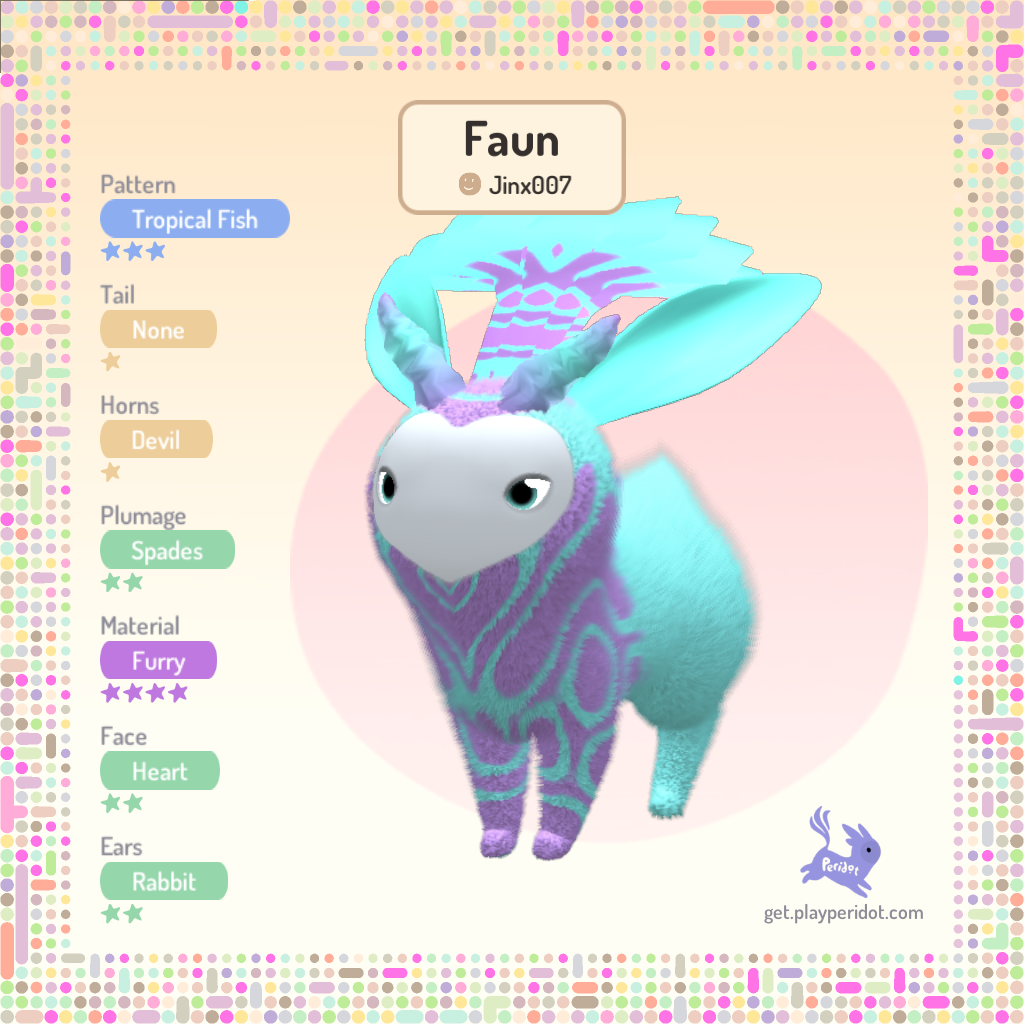 Faun
Jinx007
Pattern
Tropical Fish
Tail
None
Horns
Devil
Plumage
Spades
Material
Furry
Face
Heart
Ears
Rabbit
Peridot
get.playperidot.com